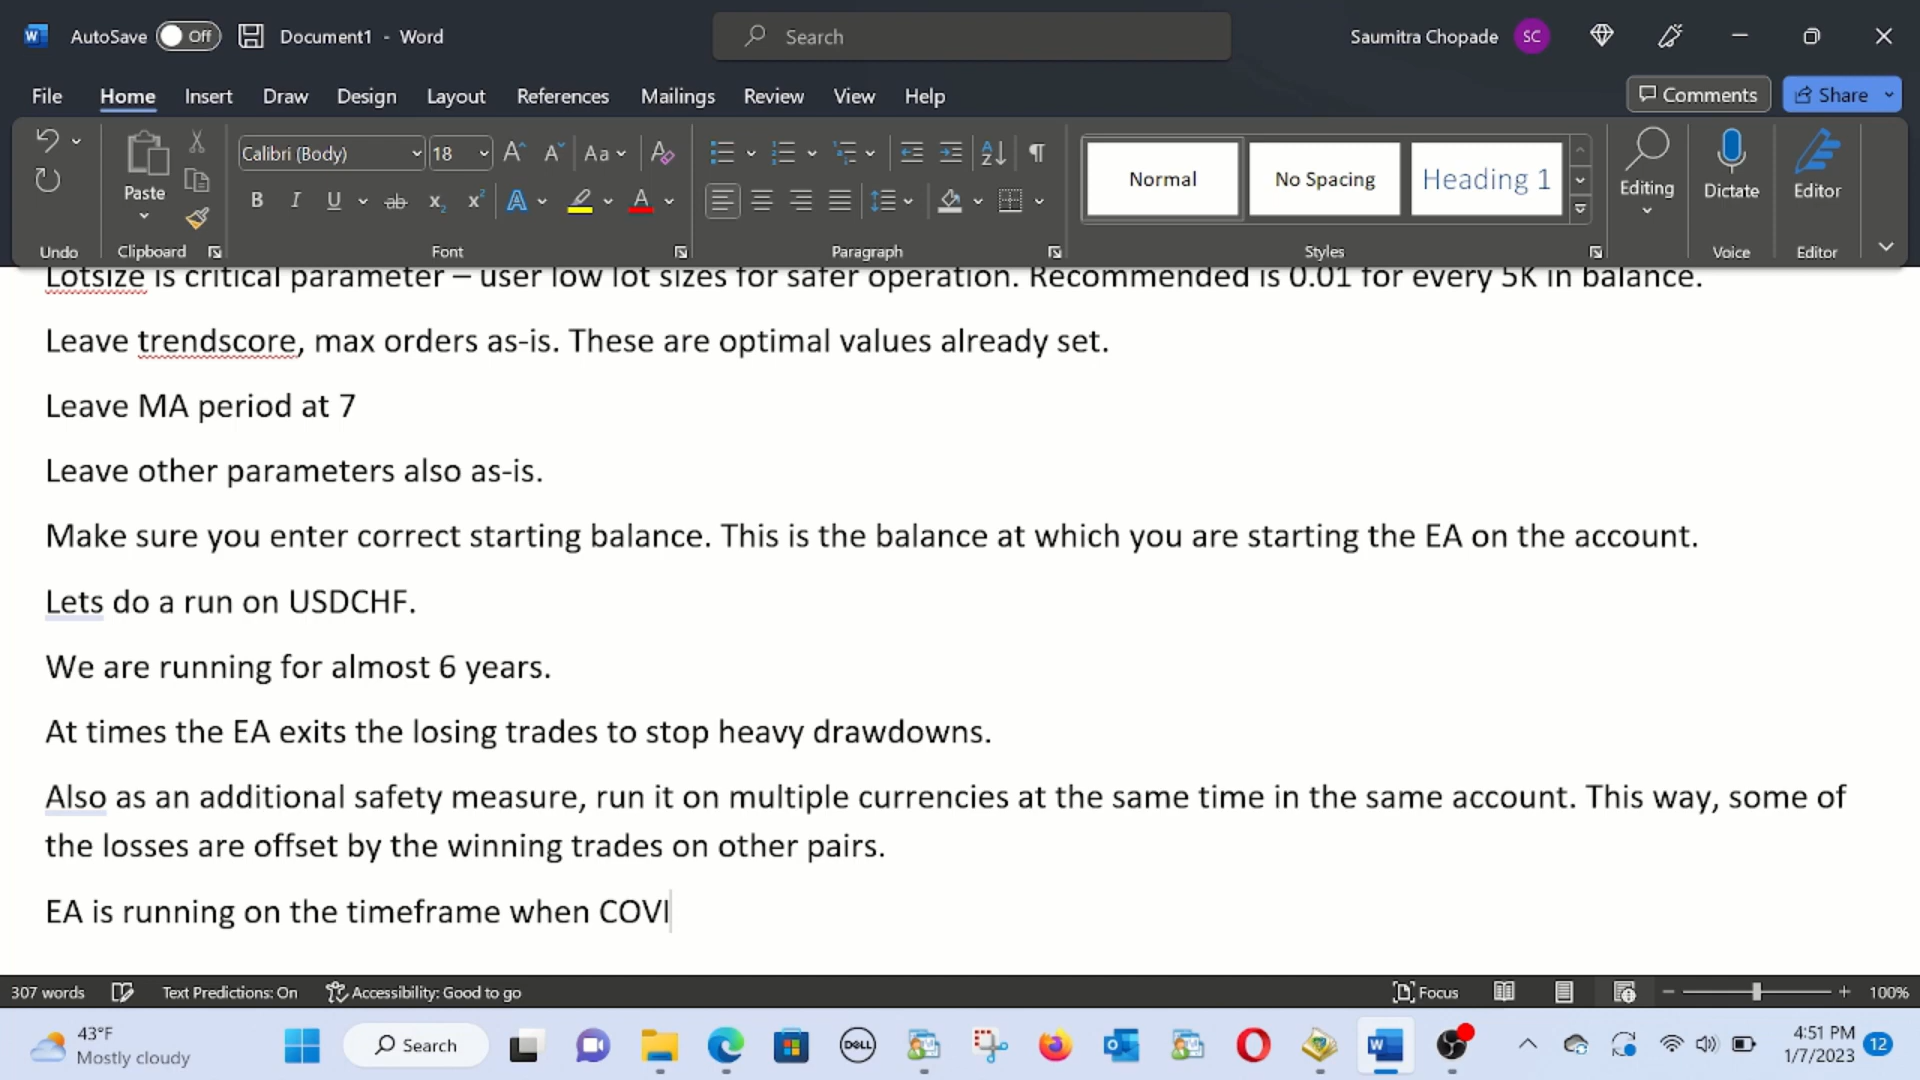 AutoSave Off Document1 - Word Search Saumitra Chopade SC
File Home Insert Draw Design Layout References Mailings Review View Help Comments Share
Calibri (Body) 18 Aa
Paste B I U ab Normal No Spacing Heading 1 Editing Dictate Editor
Undo Clipboard Font Paragraph Styles Voice Editor
Lotsize is critical parameter – user low lot sizes for safer operation. Recommended is 0.01 for every 5K in balance.
Leave trendscore, max orders as-is. These are optimal values already set.
Leave MA period at 7
Leave other parameters also as-is.
Make sure you enter correct starting balance. This is the balance at which you are starting the EA on the account.
Lets do a run on USDCHF.
We are running for almost 6 years.
At times the EA exits the losing trades to stop heavy drawdowns.
Also as an additional safety measure, run it on multiple currencies at the same time in the same account. This way, some of
the losses are offset by the winning trades on other pairs.
EA is running on the timeframe when COVI
307 words Text Predictions: On Accessibility: Good to go Focus 100%
43°F
Mostly cloudy
Search
DELL
4:51 PM
1/7/2023
12